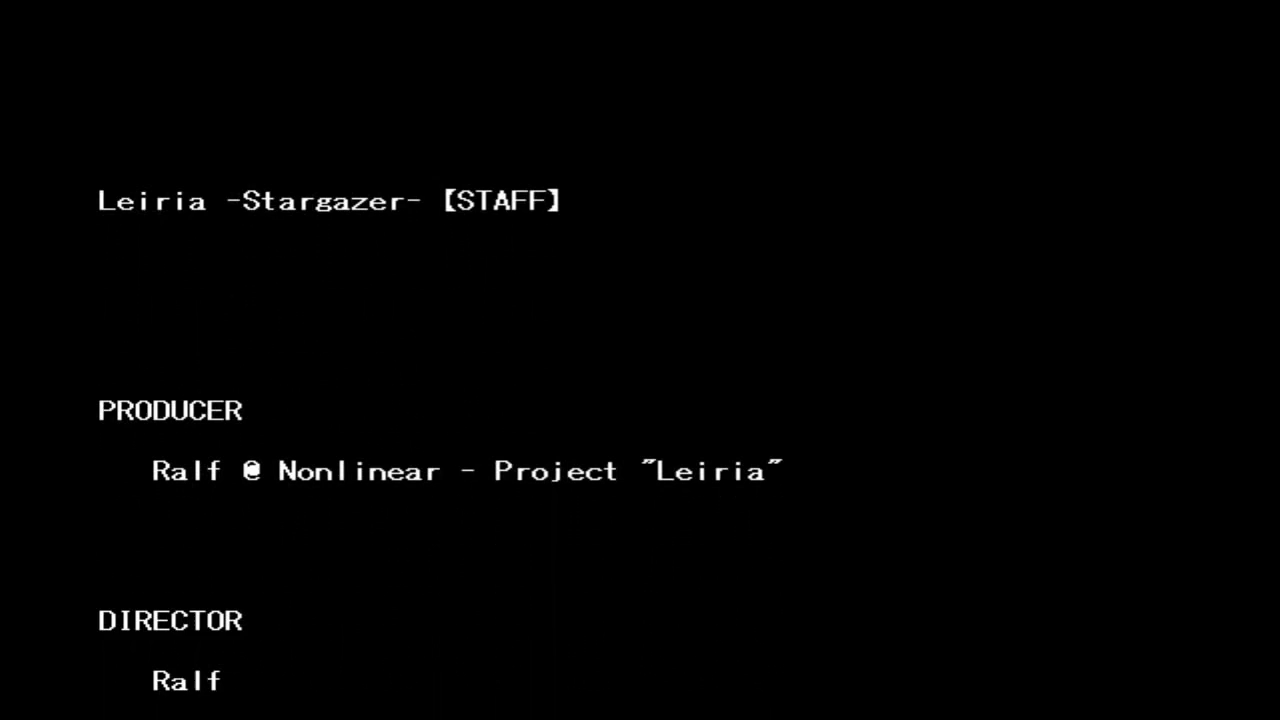 Leiria -Stargazer- 【STAFF】
PRODUCER
Ralf @ Nonlinear - Project "Leiria"
DIRECTOR
Ralf